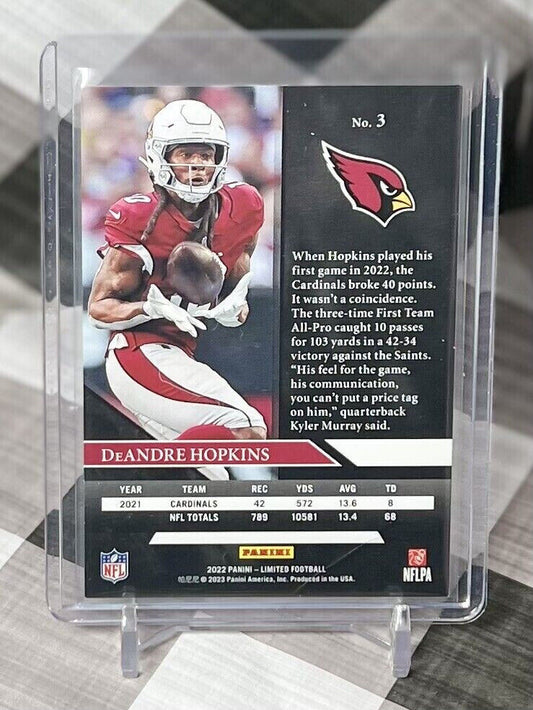 No. 3
When Hopkins played his
first game in 2022, the
Cardinals broke 40 points.
It wasn't a coincidence.
The three-time First Team
All-Pro caught 10 passes
for 103 yards in a 42-34
victory against the Saints.
"His feel for the game,
his communication,
you can't put a price tag
on him," quarterback
Kyler Murray said.
DeANDRE HOPKINS
YEAR TEAM REC YDS AVG TD
2021 CARDINALS 42 572 13.6 8
NFL TOTALS 789 10581 13.4 68
PANINI
2022 PANINI – LIMITED FOOTBALL
© 2023 Panini America, Inc. Produced in the USA.
NFL
NFLPA